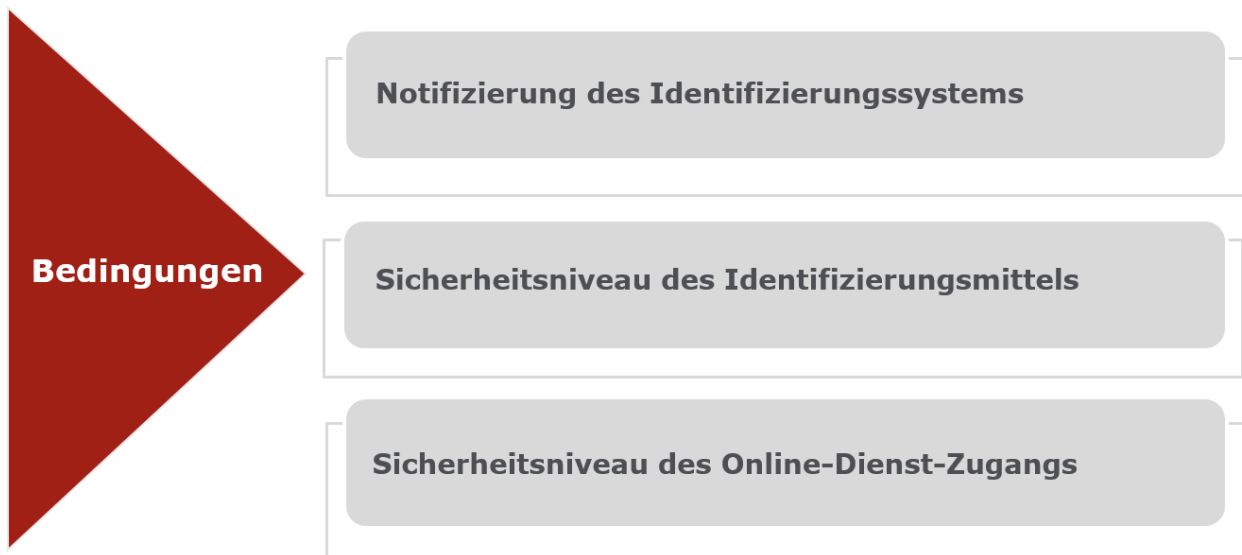 Bedingungen
Notifizierung des Identifizierungssystems
Sicherheitsniveau des Identifizierungsmittels
Sicherheitsniveau des Online-Dienst-Zugangs